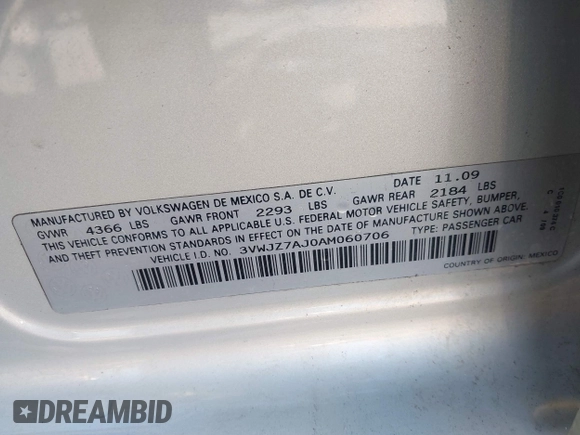 MANUFACTURED BY VOLKSWAGEN DE MEXICO S.A. DE C.V. DATE 11.09
GVWR 4366 LBS GAWR FRONT 2293 LBS GAWR REAR 2184 LBS
THIS VEHICLE CONFORMS TO ALL APPLICABLE U.S. FEDERAL MOTOR VEHICLE SAFETY, BUMPER,
AND THEFT PREVENTION STANDARDS IN EFFECT ON THE DATE OF MANUFACTURE SHOWN ABOVE.
VEHICLE I.D. NO. 3VWJZ7AJ0AM060706 TYPE: PASSENGER CAR
COUNTRY OF ORIGIN: MEXICO
DREAMBID